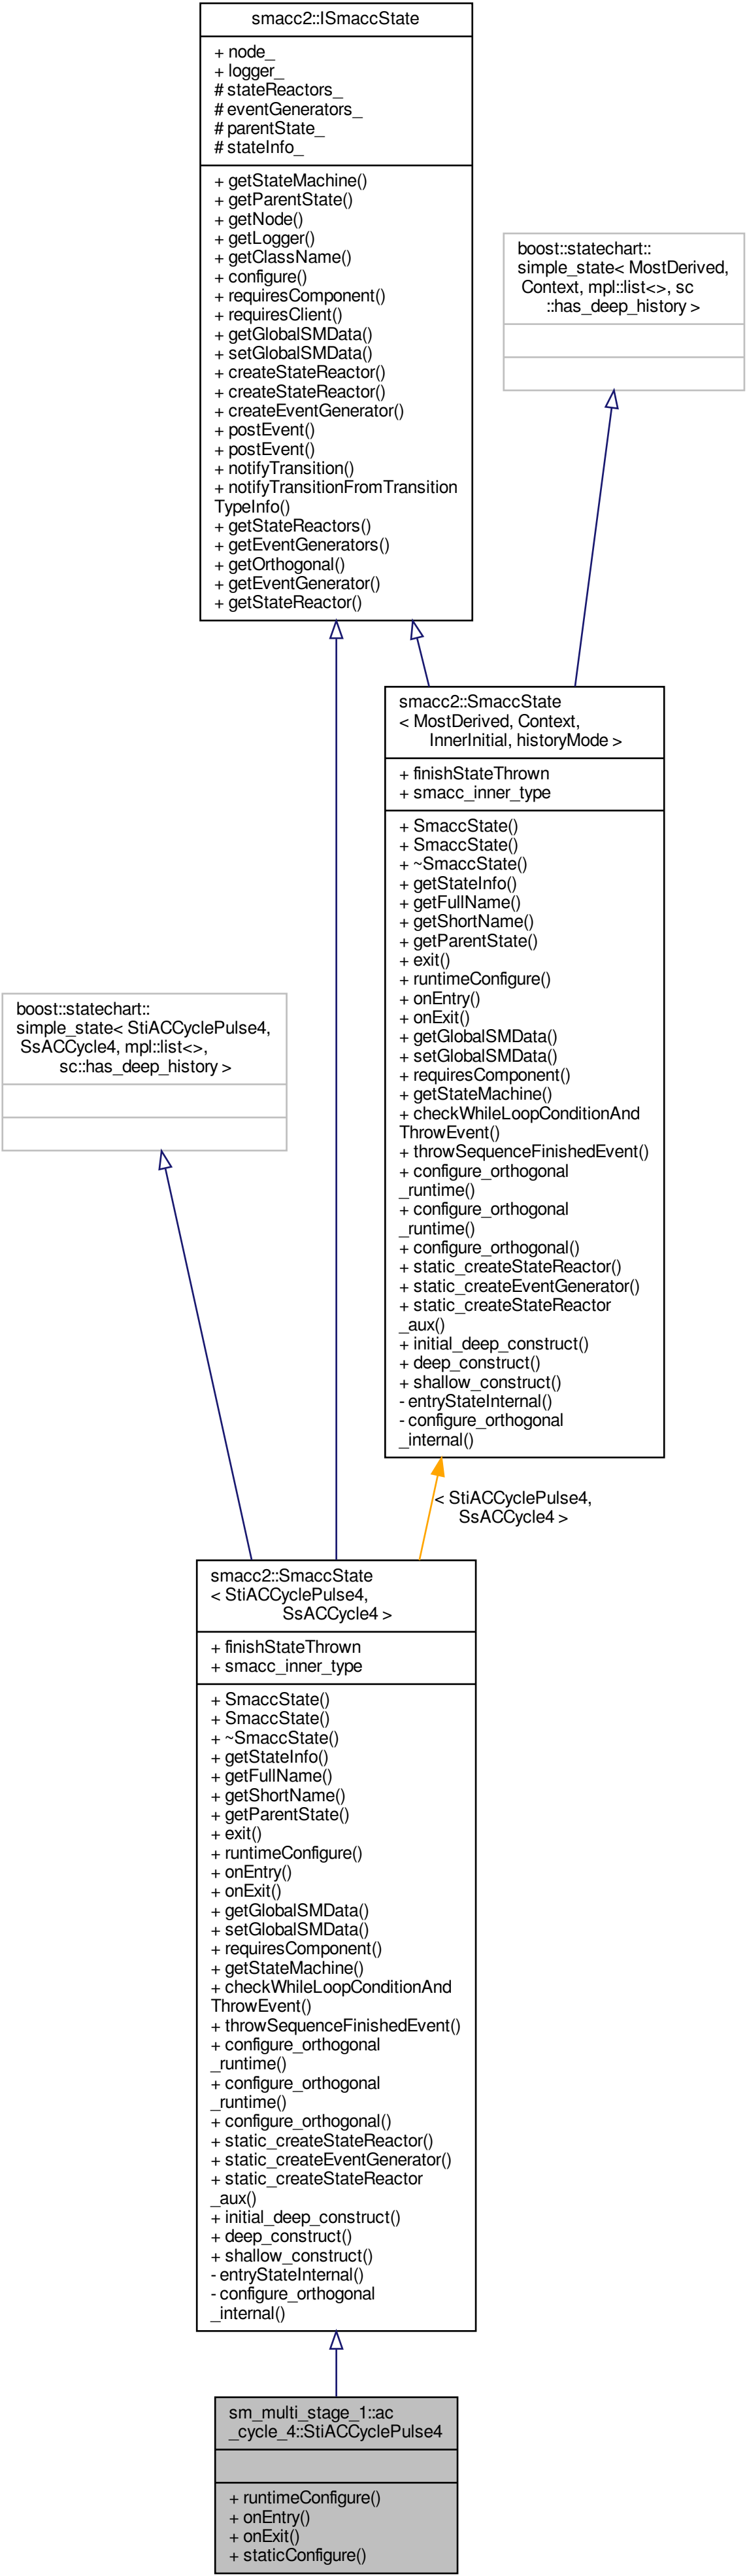 smacc2::ISmaccState
+ node_
+ logger_
# stateReactors_
# eventGenerators_
# parentState_
# stateInfo_
+ getStateMachine()
+ getParentState()
+ getNode()
+ getLogger()
+ getClassName()
+ configure()
+ requiresComponent()
+ requiresClient()
+ getGlobalSMData()
+ setGlobalSMData()
+ createStateReactor()
+ createStateReactor()
+ createEventGenerator()
+ postEvent()
+ postEvent()
+ notifyTransition()
+ notifyTransitionFromTransition
TypeInfo()
+ getStateReactors()
+ getEventGenerators()
+ getOrthogonal()
+ getEventGenerator()
+ getStateReactor()
boost::statechart::
simple_state< MostDerived,
Context, mpl::list<>, sc
::has_deep_history >
smacc2::SmaccState
< MostDerived, Context,
InnerInitial, historyMode >
+ finishStateThrown
+ smacc_inner_type
+ SmaccState()
+ SmaccState()
+ ~SmaccState()
+ getStateInfo()
+ getFullName()
+ getShortName()
+ getParentState()
+ exit()
+ runtimeConfigure()
+ onEntry()
+ onExit()
+ getGlobalSMData()
+ setGlobalSMData()
+ requiresComponent()
+ getStateMachine()
+ checkWhileLoopConditionAnd
ThrowEvent()
+ throwSequenceFinishedEvent()
+ configure_orthogonal
_runtime()
+ configure_orthogonal
_runtime()
+ configure_orthogonal()
+ static_createStateReactor()
+ static_createEventGenerator()
+ static_createStateReactor
_aux()
+ initial_deep_construct()
+ deep_construct()
+ shallow_construct()
- entryStateInternal()
- configure_orthogonal
_internal()
boost::statechart::
simple_state< StiACCyclePulse4,
SsACCycle4, mpl::list<>,
sc::has_deep_history >
< StiACCyclePulse4,
SsACCycle4 >
smacc2::SmaccState
< StiACCyclePulse4,
SsACCycle4 >
+ finishStateThrown
+ smacc_inner_type
+ SmaccState()
+ SmaccState()
+ ~SmaccState()
+ getStateInfo()
+ getFullName()
+ getShortName()
+ getParentState()
+ exit()
+ runtimeConfigure()
+ onEntry()
+ onExit()
+ getGlobalSMData()
+ setGlobalSMData()
+ requiresComponent()
+ getStateMachine()
+ checkWhileLoopConditionAnd
ThrowEvent()
+ throwSequenceFinishedEvent()
+ configure_orthogonal
_runtime()
+ configure_orthogonal
_runtime()
+ configure_orthogonal()
+ static_createStateReactor()
+ static_createEventGenerator()
+ static_createStateReactor
_aux()
+ initial_deep_construct()
+ deep_construct()
+ shallow_construct()
- entryStateInternal()
- configure_orthogonal
_internal()
sm_multi_stage_1::ac
_cycle_4::StiACCyclePulse4
+ runtimeConfigure()
+ onEntry()
+ onExit()
+ staticConfigure()